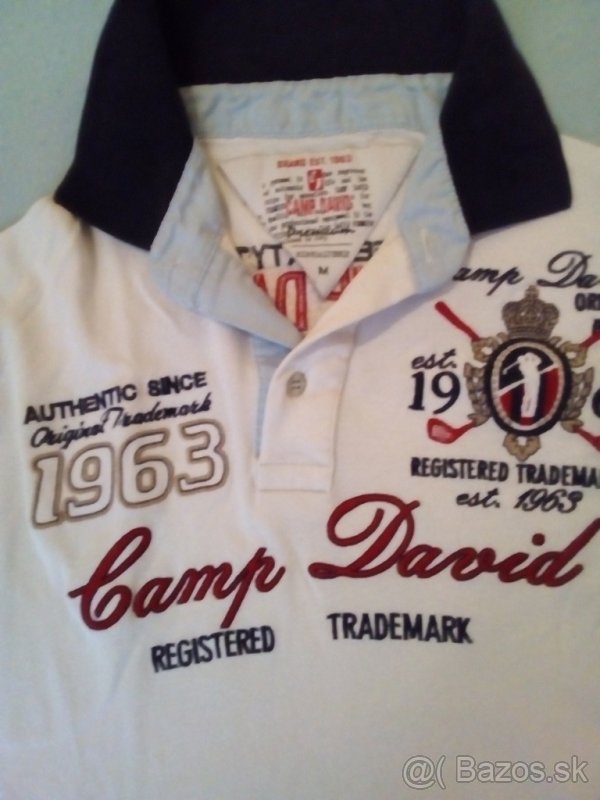 BRAND EST. 1963
CAMP DAVID
M
Camp Da
est.
19
REGISTERED TRADEMA
est. 1963
AUTHENTIC SINCE
Original Trademark
1963
Camp David
REGISTERED TRADEMARK
@( Bazos.sk